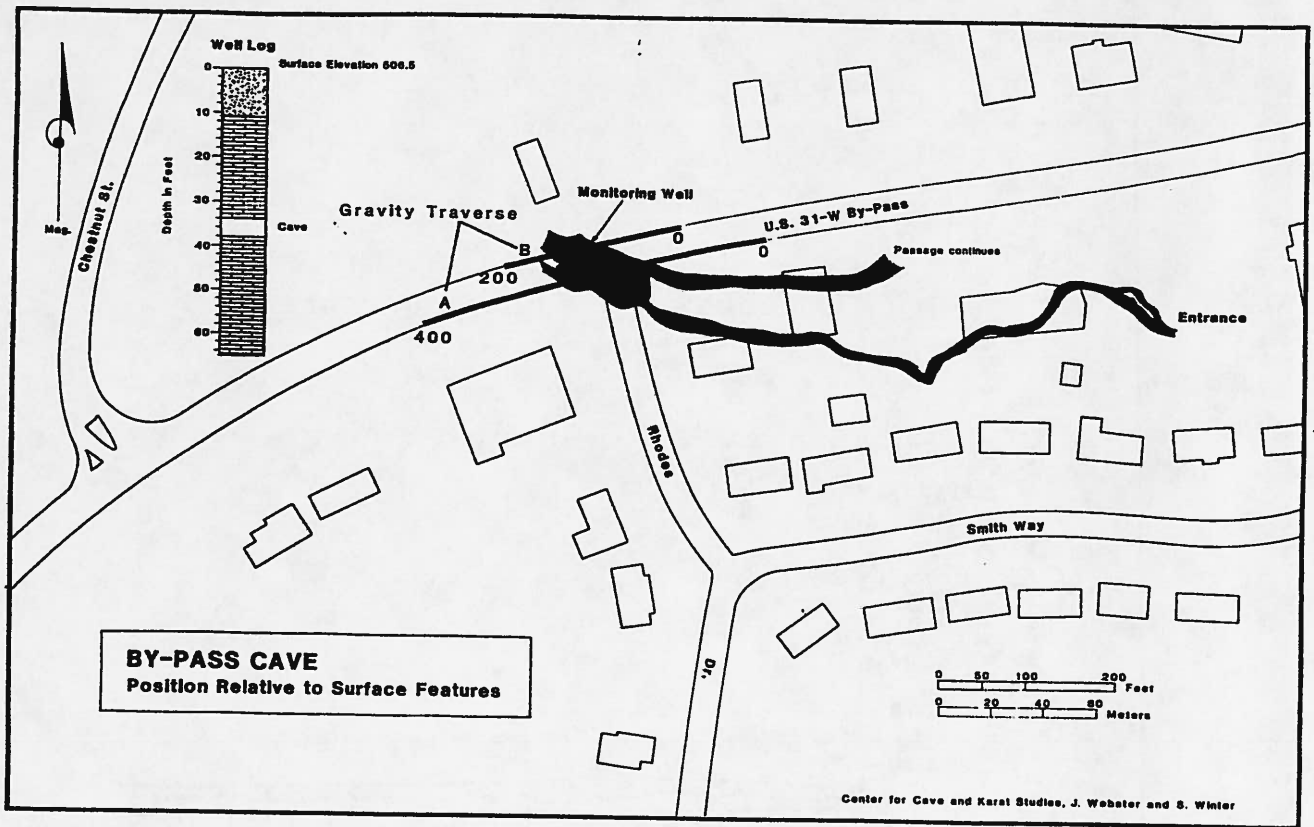 Well Log
Surface Elevation 506.5
0
10
20
30
40
50
60
Depth in Feet
Cave
Mag.
Chestnut St.
Gravity Traverse
Monitoring Well
B
200
A
400
0
0
U.S. 31-W By-Pass
Passage continues
Entrance
Rhodes
Dr.
Smith Way
BY-PASS CAVE
Position Relative to Surface Features
0 50 100 200 Feet
0 20 40 60 Meters
Center for Cave and Karst Studies, J. Webster and S. Winter